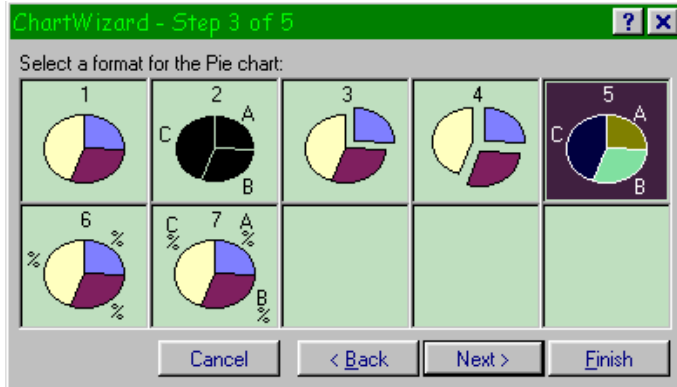 ChartWizard - Step 3 of 5 ? ×
Select a format for the Pie chart:
1 2 3 4 5
A A
C C
B B
6 7
% C % A %
%
% B %
Cancel < Back Next > Finish